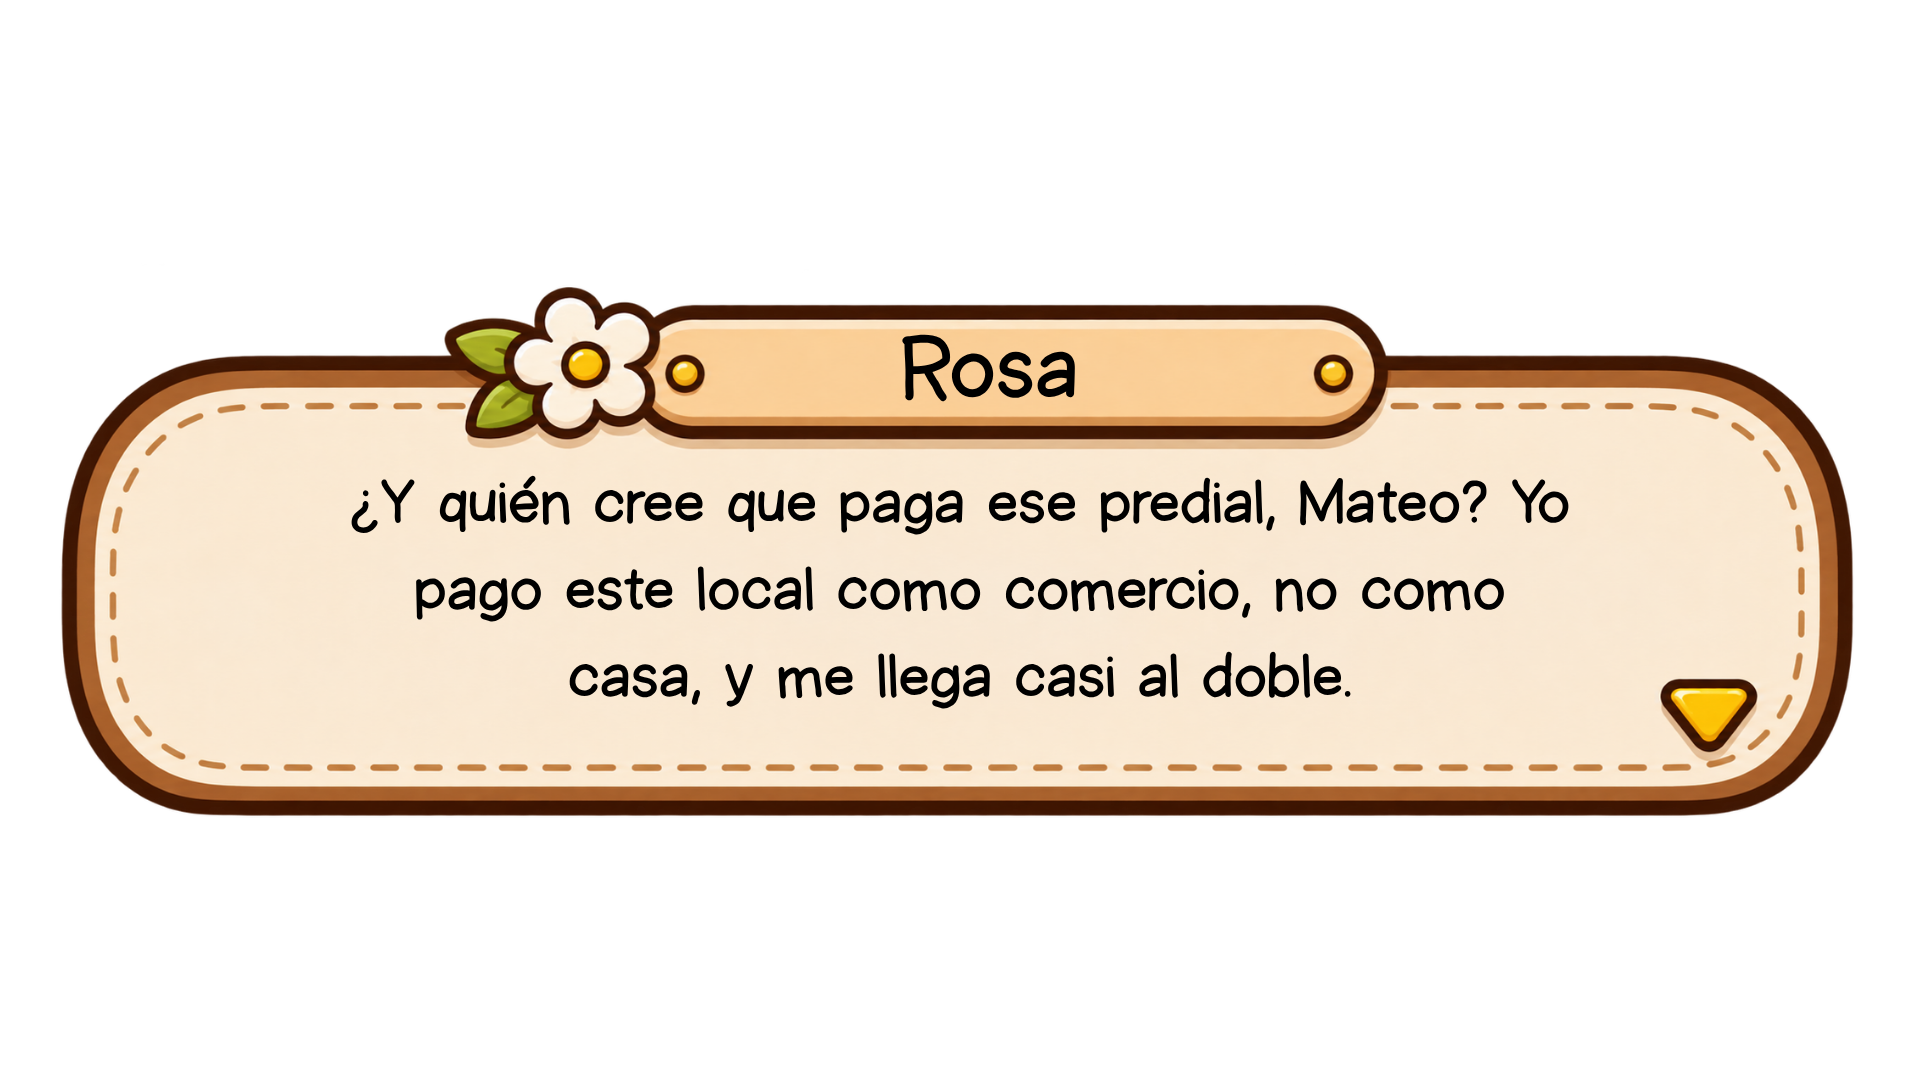 Rosa
¿Y quién cree que paga ese predial, Mateo? Yo
pago este local como comercio, no como
casa, y me llega casi al doble.